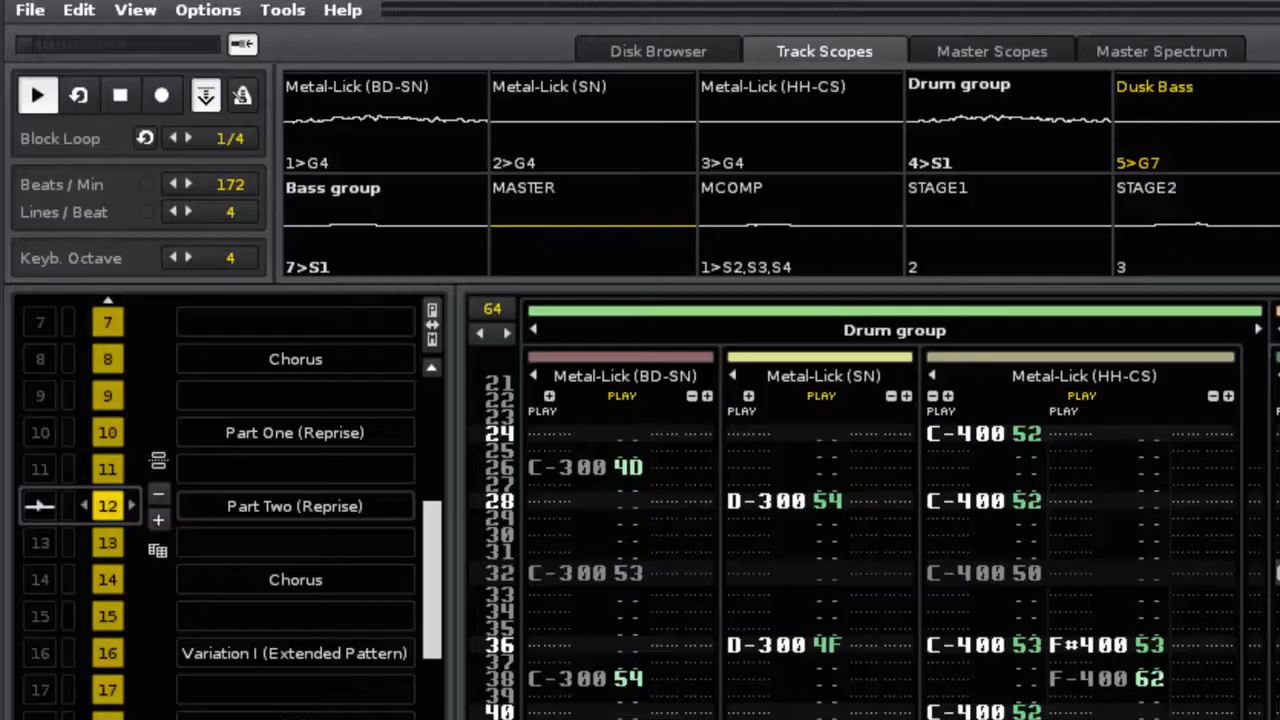 File Edit View Options Tools Help
Disk Browser Track Scopes Master Scopes Master Spectrum
Metal-Lick (BD-SN) Metal-Lick (SN) Metal-Lick (HH-CS) Drum group Dusk Bass
Block Loop 1/4
1>G4 2>G4 3>G4 4>S1 5>G7
Beats / Min 172
Bass group MASTER MCOMP STAGE1 STAGE2
Lines / Beat 4
Keyb. Octave 4
7>S1 1>S2,S3,S4 2 3
7 7
64
Drum group
8 8 Chorus
Metal-Lick (BD-SN) Metal-Lick (SN) Metal-Lick (HH-CS)
9 9
PLAY PLAY PLAY
PLAY PLAY PLAY PLAY
21
22
23
10 10 Part One (Reprise)
24 C-400 52
25
11 11
26 C-300 4D
27
12 Part Two (Reprise)
28 D-300 54 C-400 52
29
30
13 13
31
14 14 Chorus
32 C-300 53 C-400 50
33
34
15 15
35
36 D-300 4F C-400 53 F#400 53
16 16 Variation I (Extended Pattern)
37
38 C-300 54 F-400 62
17 17
39
40 C-400 52